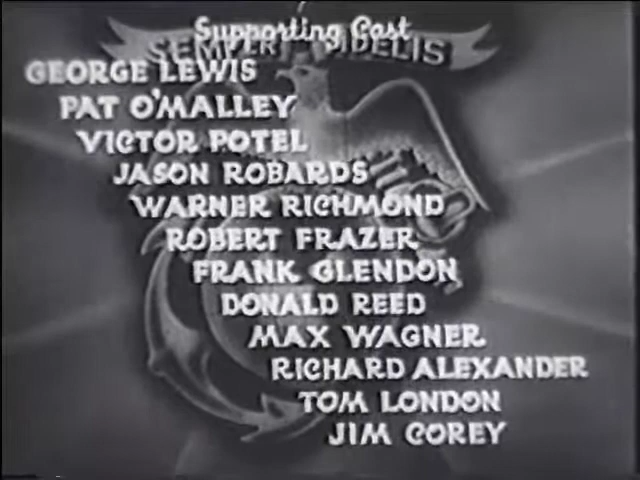 Supporting Cast
SEMPER FIDELIS
GEORGE LEWIS
PAT O'MALLEY
VICTOR POTEL
JASON ROBARDS
WARNER RICHMOND
ROBERT FRAZER
FRANK GLENDON
DONALD REED
MAX WAGNER
RICHARD ALEXANDER
TOM LONDON
JIM COREY